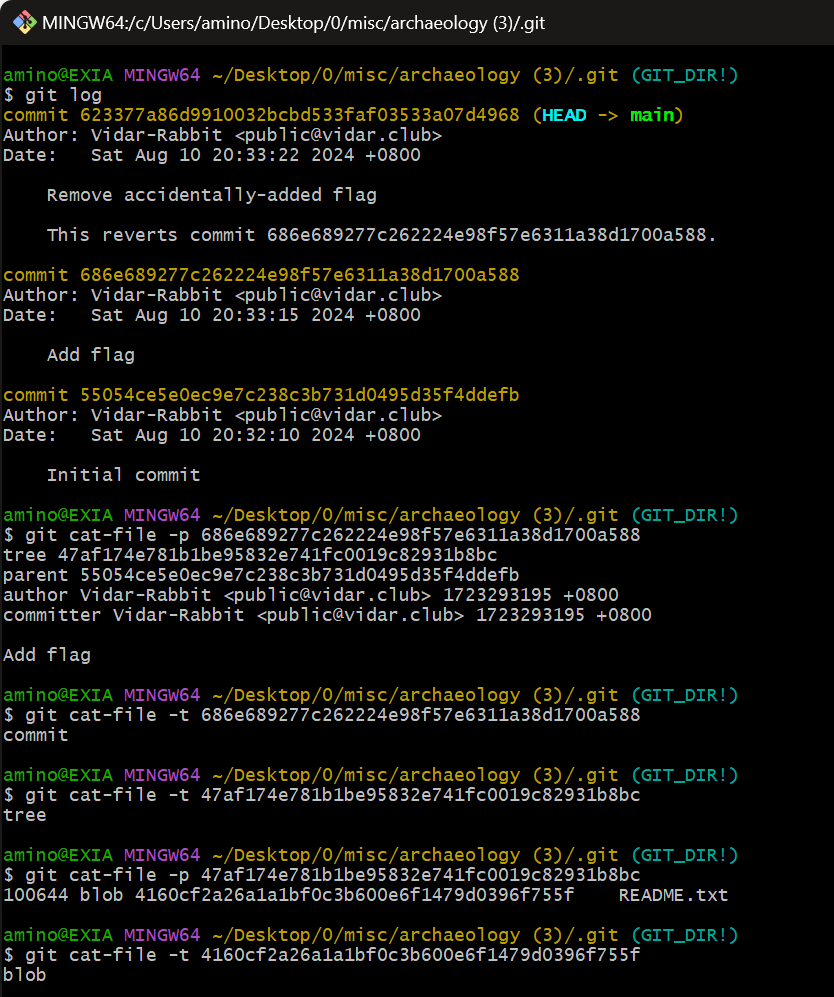 MINGW64:/c/Users/amino/Desktop/0/misc/archaeology (3)/.git
amino@EXIA MINGW64 ~/Desktop/0/misc/archaeology (3)/.git (GIT_DIR!)
$ git log
commit 623377a86d9910032bcbd533faf03533a07d4968 (HEAD -> main)
Author: Vidar-Rabbit <public@vidar.club>
Date:   Sat Aug 10 20:33:22 2024 +0800
    Remove accidentally-added flag
    This reverts commit 686e689277c262224e98f57e6311a38d1700a588.
commit 686e689277c262224e98f57e6311a38d1700a588
Author: Vidar-Rabbit <public@vidar.club>
Date:   Sat Aug 10 20:33:15 2024 +0800
    Add flag
commit 55054ce5e0ec9e7c238c3b731d0495d35f4ddefb
Author: Vidar-Rabbit <public@vidar.club>
Date:   Sat Aug 10 20:32:10 2024 +0800
    Initial commit
amino@EXIA MINGW64 ~/Desktop/0/misc/archaeology (3)/.git (GIT_DIR!)
$ git cat-file -p 686e689277c262224e98f57e6311a38d1700a588
tree 47af174e781b1be95832e741fc0019c82931b8bc
parent 55054ce5e0ec9e7c238c3b731d0495d35f4ddefb
author Vidar-Rabbit <public@vidar.club> 1723293195 +0800
committer Vidar-Rabbit <public@vidar.club> 1723293195 +0800
Add flag
amino@EXIA MINGW64 ~/Desktop/0/misc/archaeology (3)/.git (GIT_DIR!)
$ git cat-file -t 686e689277c262224e98f57e6311a38d1700a588
commit
amino@EXIA MINGW64 ~/Desktop/0/misc/archaeology (3)/.git (GIT_DIR!)
$ git cat-file -t 47af174e781b1be95832e741fc0019c82931b8bc
tree
amino@EXIA MINGW64 ~/Desktop/0/misc/archaeology (3)/.git (GIT_DIR!)
$ git cat-file -p 47af174e781b1be95832e741fc0019c82931b8bc
100644 blob 4160cf2a26a1a1bf0c3b600e6f1479d0396f755f    README.txt
amino@EXIA MINGW64 ~/Desktop/0/misc/archaeology (3)/.git (GIT_DIR!)
$ git cat-file -t 4160cf2a26a1a1bf0c3b600e6f1479d0396f755f
blob